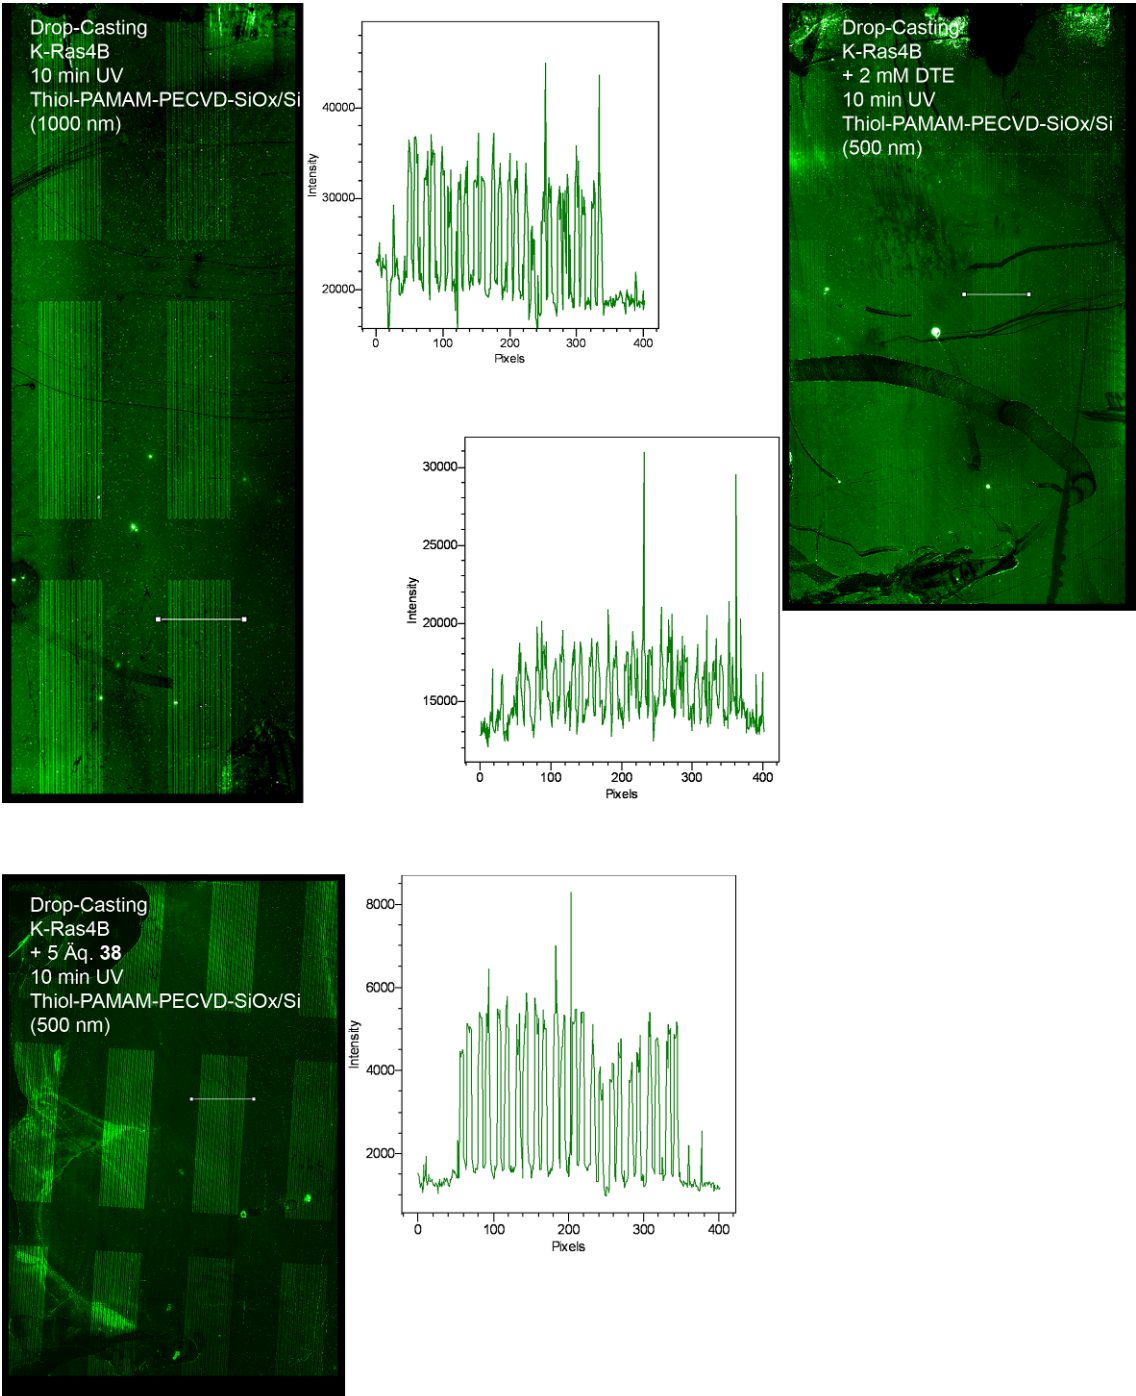 Drop-Casting
K-Ras4B
10 min UV
Thiol-PAMAM-PECVD-SiOx/Si
(1000 nm)
40000
30000
20000
Intensity
0 100 200 300 400
Pixels
Drop-Casting
K-Ras4B
+ 2 mM DTE
10 min UV
Thiol-PAMAM-PECVD-SiOx/Si
(500 nm)
30000
25000
20000
15000
Intensity
0 100 200 300 400
Pixels
Drop-Casting
K-Ras4B
+ 5 Äq. 38
10 min UV
Thiol-PAMAM-PECVD-SiOx/Si
(500 nm)
8000
6000
4000
2000
Intensity
0 100 200 300 400
Pixels